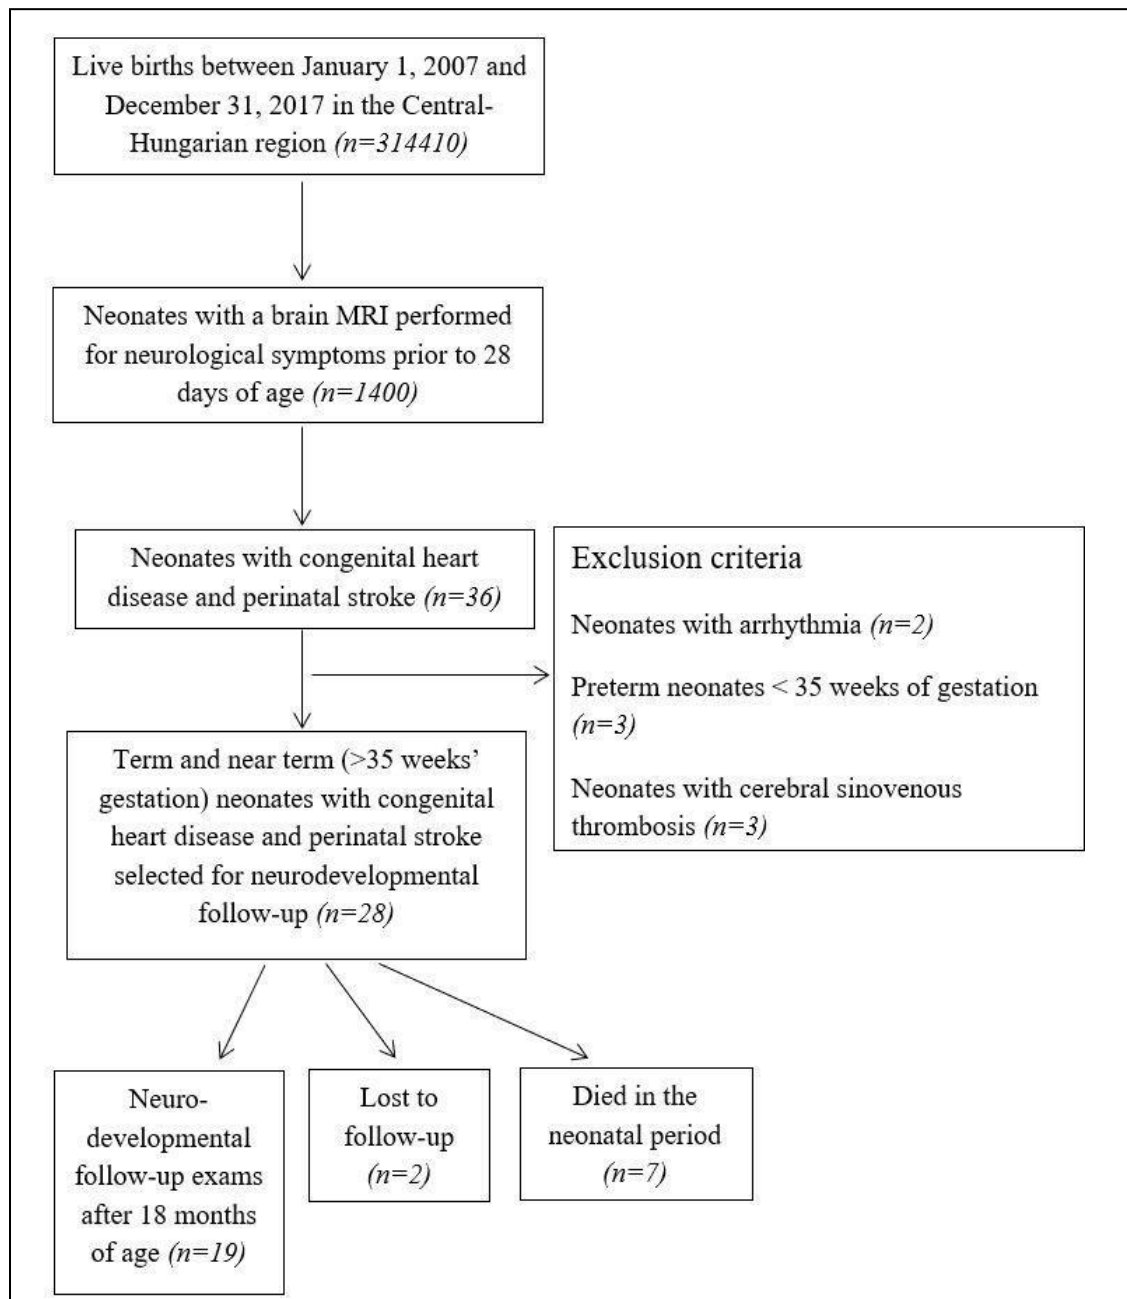 Live births between January 1, 2007 and
December 31, 2017 in the Central-
Hungarian region (n=314410)
Neonates with a brain MRI performed
for neurological symptoms prior to 28
days of age (n=1400)
Neonates with congenital heart
disease and perinatal stroke (n=36)
Exclusion criteria
Neonates with arrhythmia (n=2)
Preterm neonates < 35 weeks of gestation
(n=3)
Neonates with cerebral sinovenous
thrombosis (n=3)
Term and near term (>35 weeks’
gestation) neonates with congenital
heart disease and perinatal stroke
selected for neurodevelopmental
follow-up (n=28)
Neuro-
developmental
follow-up exams
after 18 months
of age (n=19)
Lost to
follow-up
(n=2)
Died in the
neonatal period
(n=7)